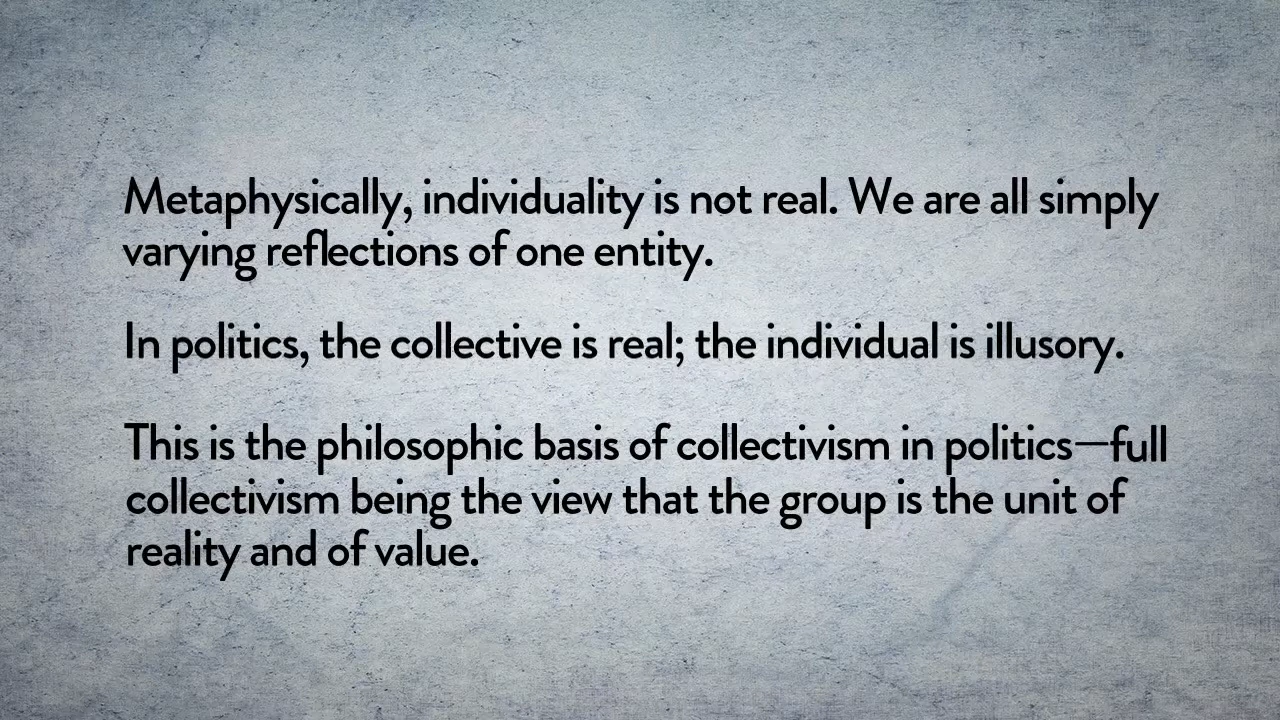 Metaphysically, individuality is not real. We are all simply
varying reflections of one entity.
In politics, the collective is real; the individual is illusory.
This is the philosophic basis of collectivism in politics—full
collectivism being the view that the group is the unit of
reality and of value.